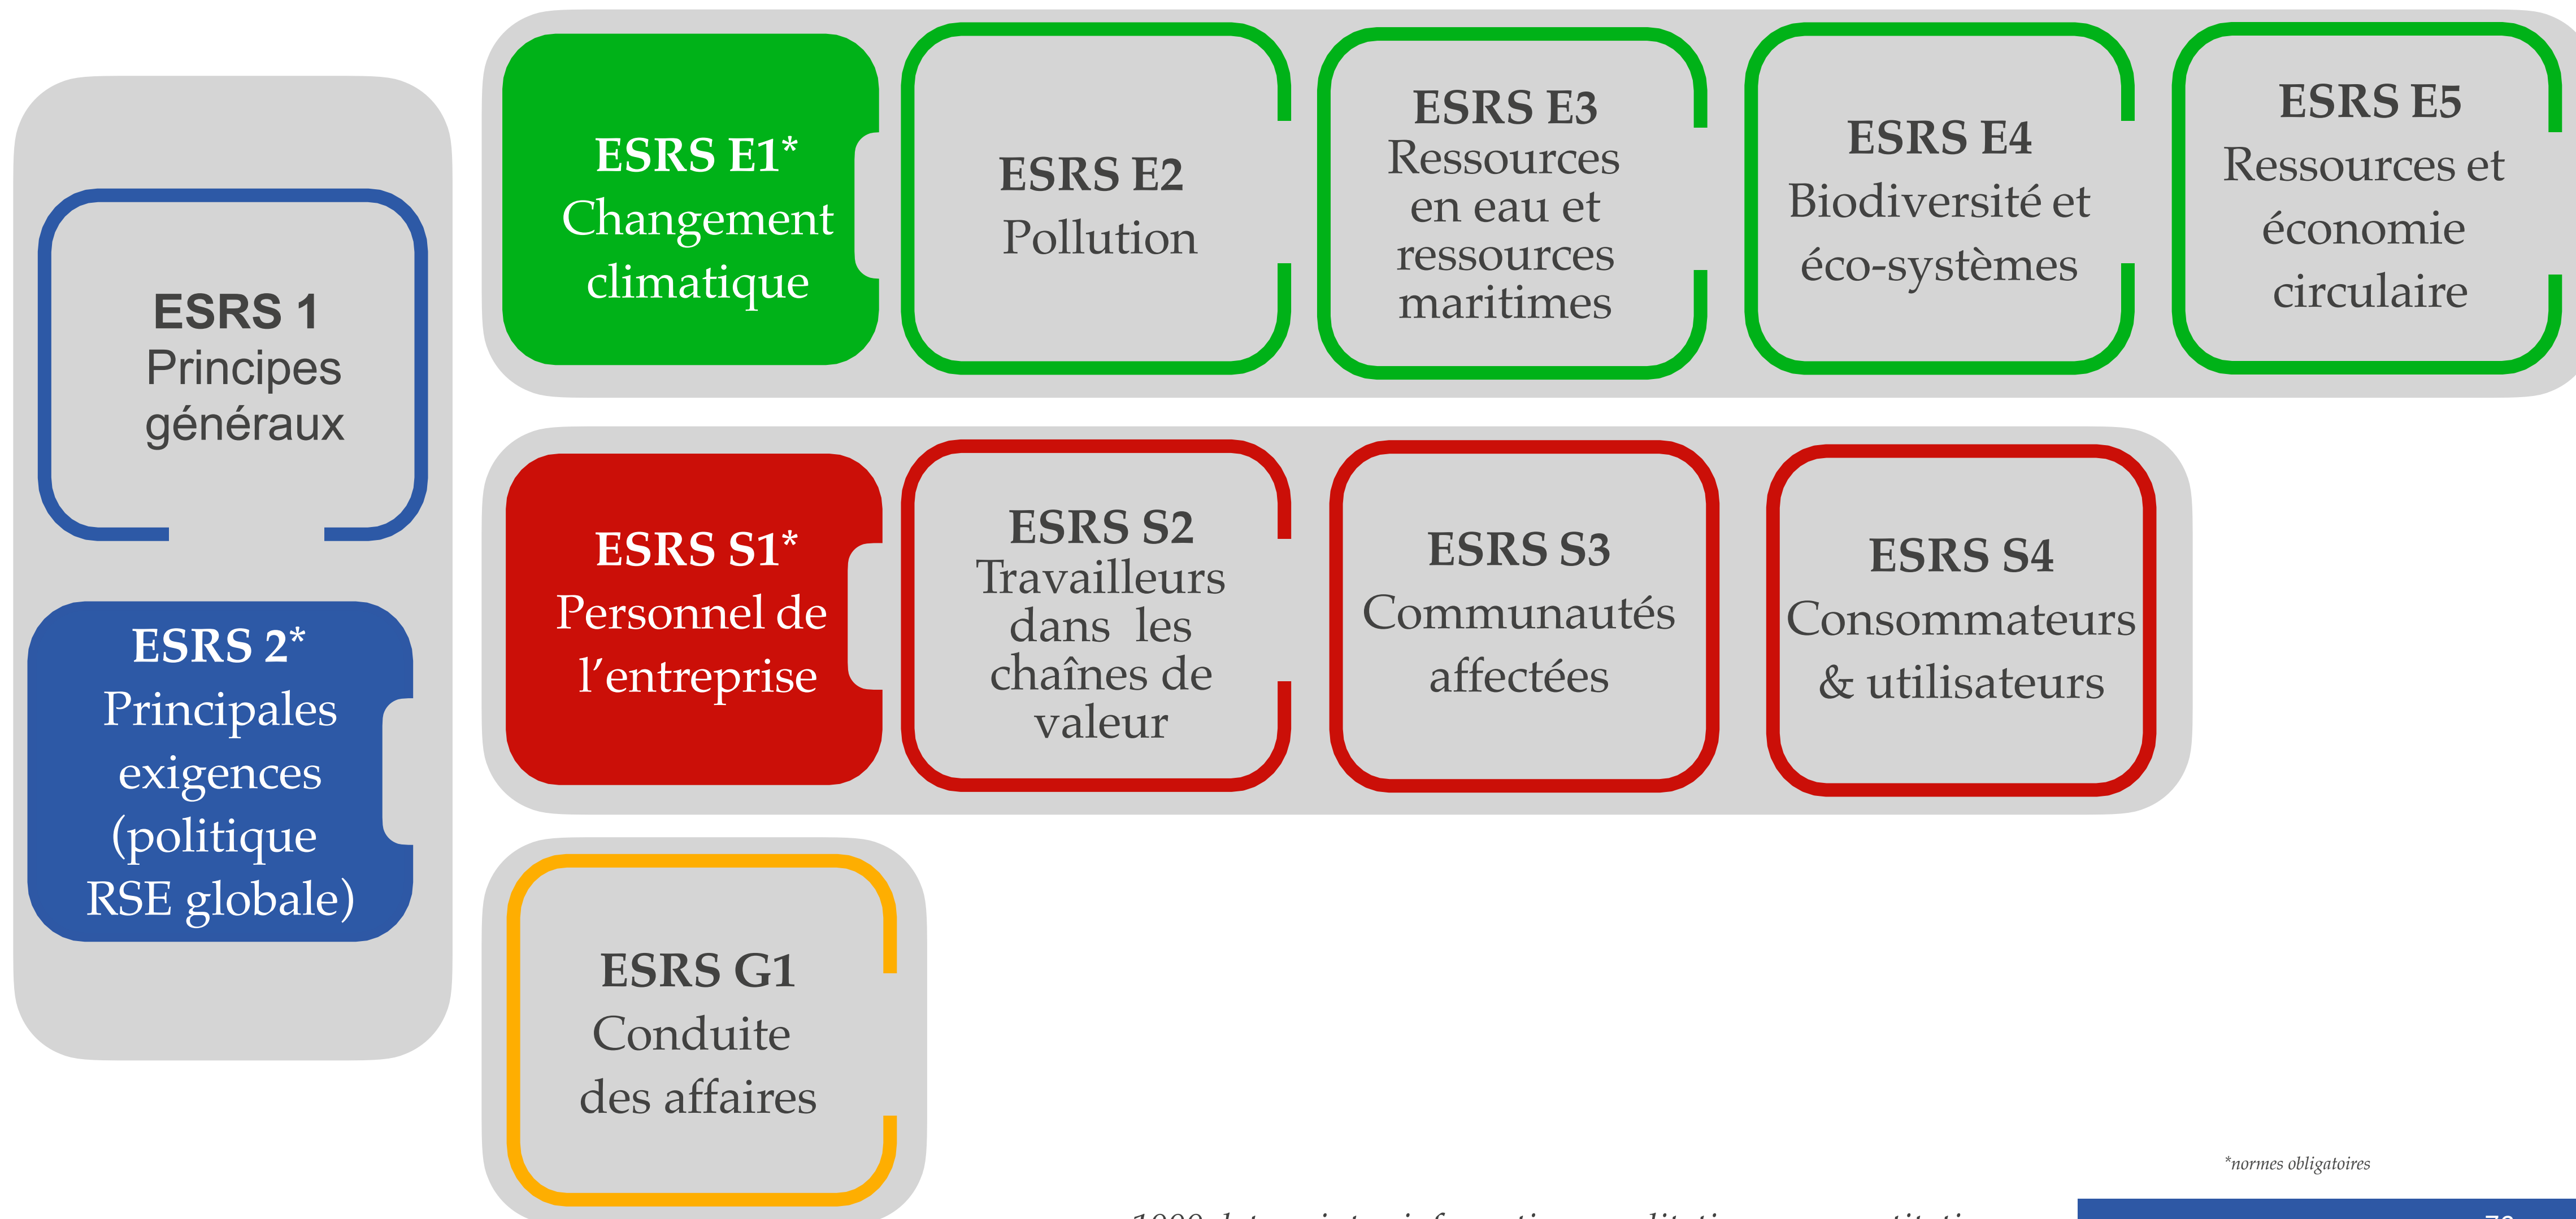 ESRS 1
Principes
généraux
ESRS 2*
Principales
exigences
(politique
RSE globale)
ESRS E1*
Changement
climatique
ESRS E2
Pollution
ESRS E3
Ressources
en eau et
ressources
maritimes
ESRS E4
Biodiversité et
éco-systèmes
ESRS E5
Ressources et
économie
circulaire
ESRS S1*
Personnel de
l’entreprise
ESRS S2
Travailleurs
dans les
chaînes de
valeur
ESRS S3
Communautés
affectées
ESRS S4
Consommateurs
& utilisateurs
ESRS G1
Conduite
des affaires
*normes obligatoires